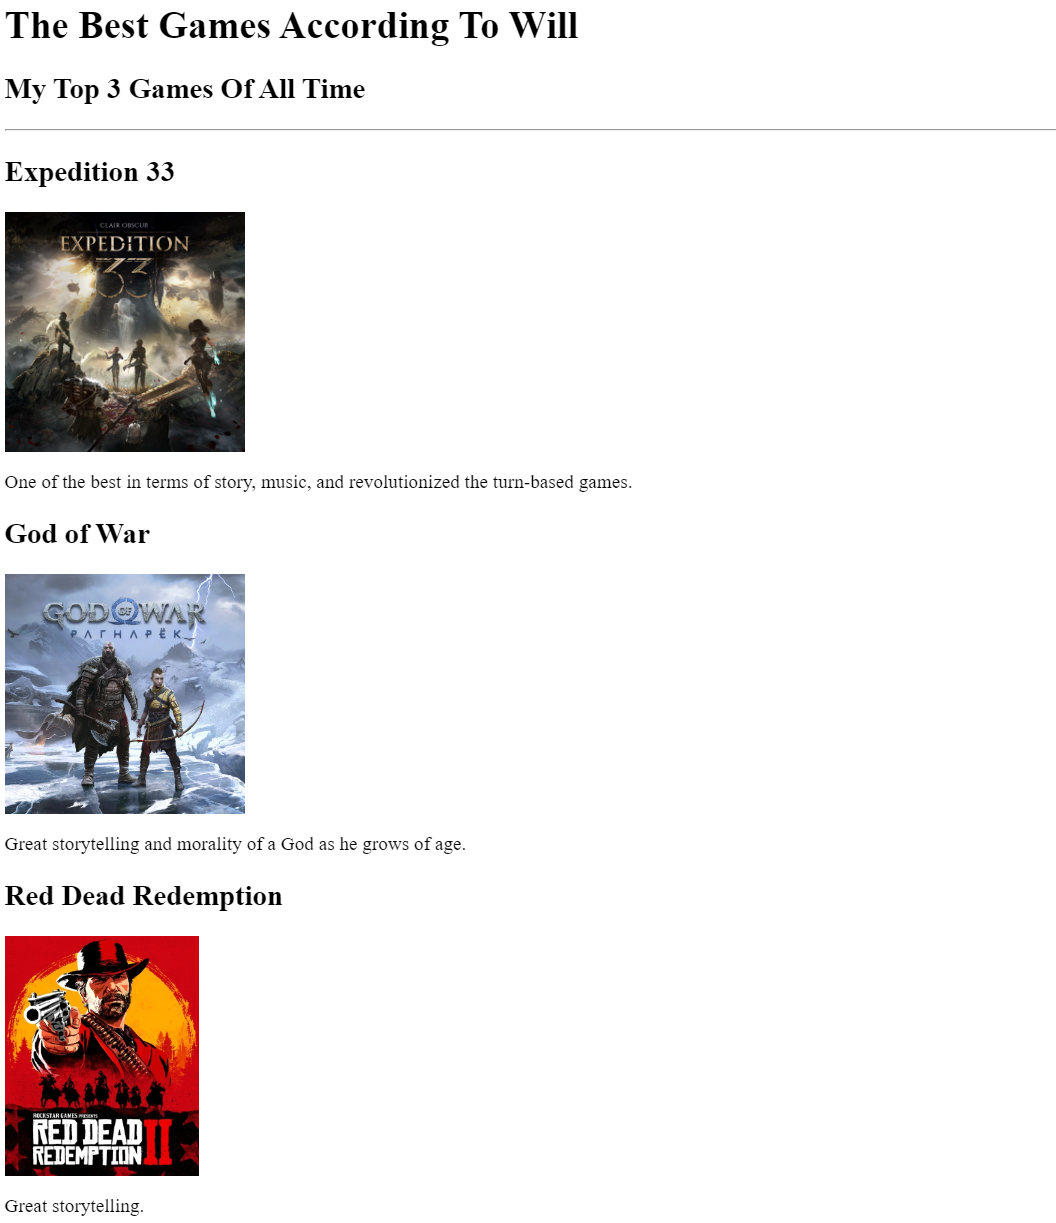 The Best Games According To Will
My Top 3 Games Of All Time
Expedition 33
CLAIR OBSCUR
EXPEDITION
33
One of the best in terms of story, music, and revolutionized the turn-based games.
God of War
GOD OF WAR
РАГНАРЁК
Great storytelling and morality of a God as he grows of age.
Red Dead Redemption
ROCKSTAR GAMES PRESENTS
RED DEAD
REDEMPTION II
Great storytelling.